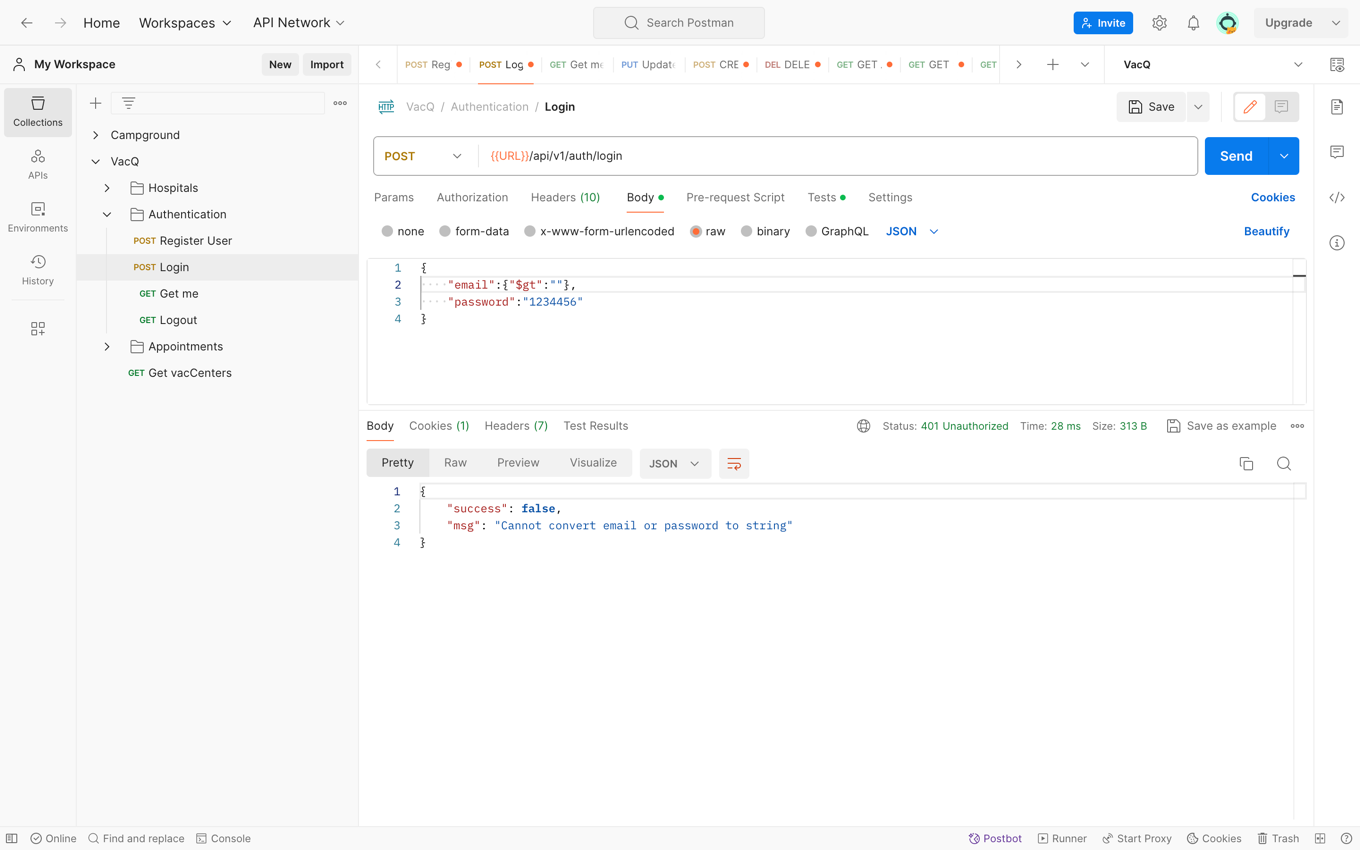 Home Workspaces API Network Search Postman Invite Upgrade
My Workspace New Import
POST Reg POST Log GET Get me PUT Update POST CRE DEL DELE GET GET GET GET GET VacQ
Collections
APIs
Environments
History
Campground
VacQ
Hospitals
Authentication
POST Register User
POST Login
GET Get me
GET Logout
Appointments
GET Get vacCenters
HTTP VacQ / Authentication / Login Save
POST {{URL}}/api/v1/auth/login Send
Params Authorization Headers (10) Body Pre-request Script Tests Settings Cookies
none form-data x-www-form-urlencoded raw binary GraphQL JSON Beautify
1 {
2 "email":{"$gt":""},
3 "password":"1234456"
4 }
Body Cookies (1) Headers (7) Test Results Status: 401 Unauthorized Time: 28 ms Size: 313 B Save as example
Pretty Raw Preview Visualize JSON
1 {
2 "success": false,
3 "msg": "Cannot convert email or password to string"
4 }
Online Find and replace Console Postbot Runner Start Proxy Cookies Trash